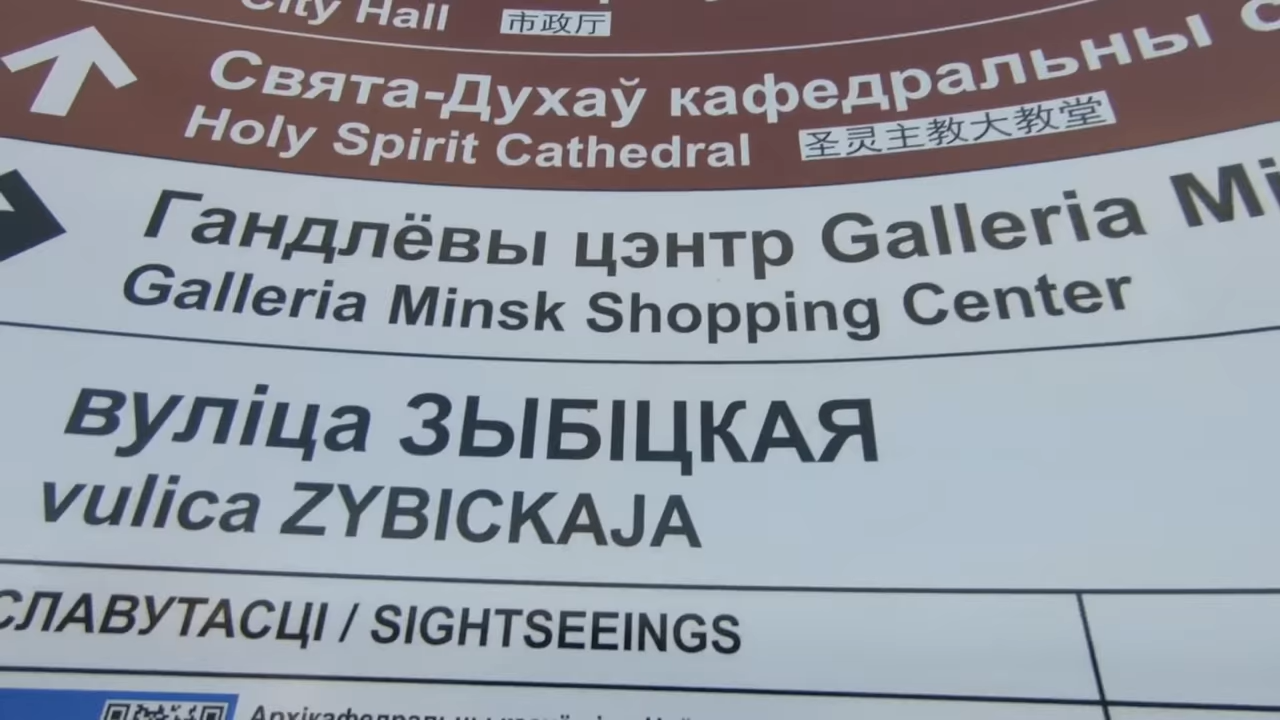 City Hall 市政厅
Свята-Духаў кафедральны
Holy Spirit Cathedral 圣灵主教大教堂
Гандлёвы цэнтр Galleria
Galleria Minsk Shopping Center
вуліца ЗЫБІЦКАЯ
vulica ZYBICKAJA
СЛАВУТАСЦІ / SIGHTSEEINGS